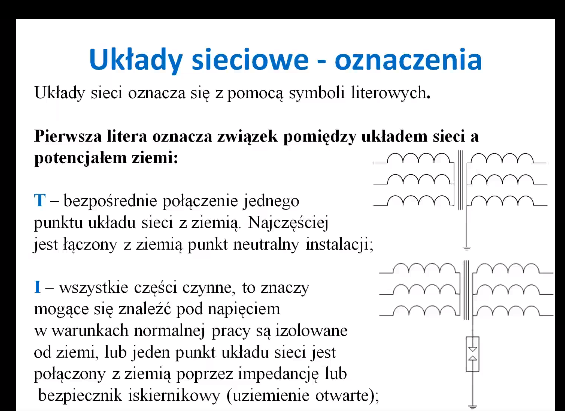 Układy sieciowe - oznaczenia
Układy sieci oznacza się z pomocą symboli literowych.
Pierwsza litera oznacza związek pomiędzy układem sieci a
potencjałem ziemi:
T – bezpośrednie połączenie jednego
punktu układu sieci z ziemią. Najczęściej
jest łączony z ziemią punkt neutralny instalacji;
I – wszystkie części czynne, to znaczy
mogące się znaleźć pod napięciem
w warunkach normalnej pracy są izolowane
od ziemi, lub jeden punkt układu sieci jest
połączony z ziemią poprzez impedancję lub
bezpiecznik iskiernikowy (uziemienie otwarte);